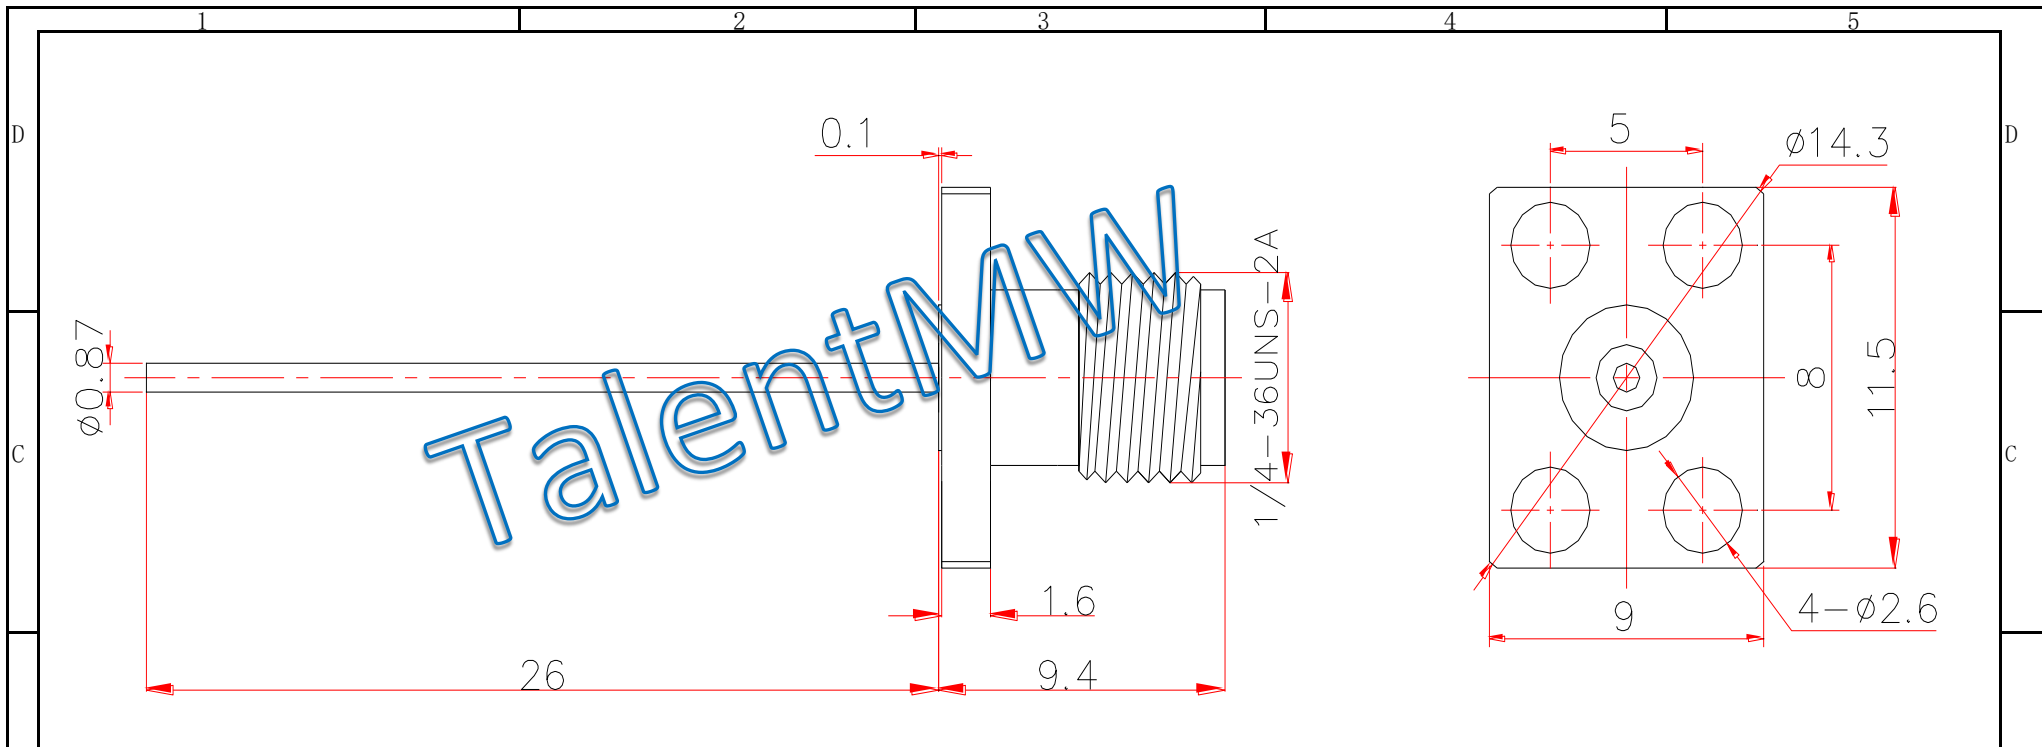 1 2 3 4 5
D D
0.1
5
ø14.3
TalentMW
1/4-36UNS-2A
ø0.87
8
11.5
C C
1.6
9
4-ø2.6
26
9.4